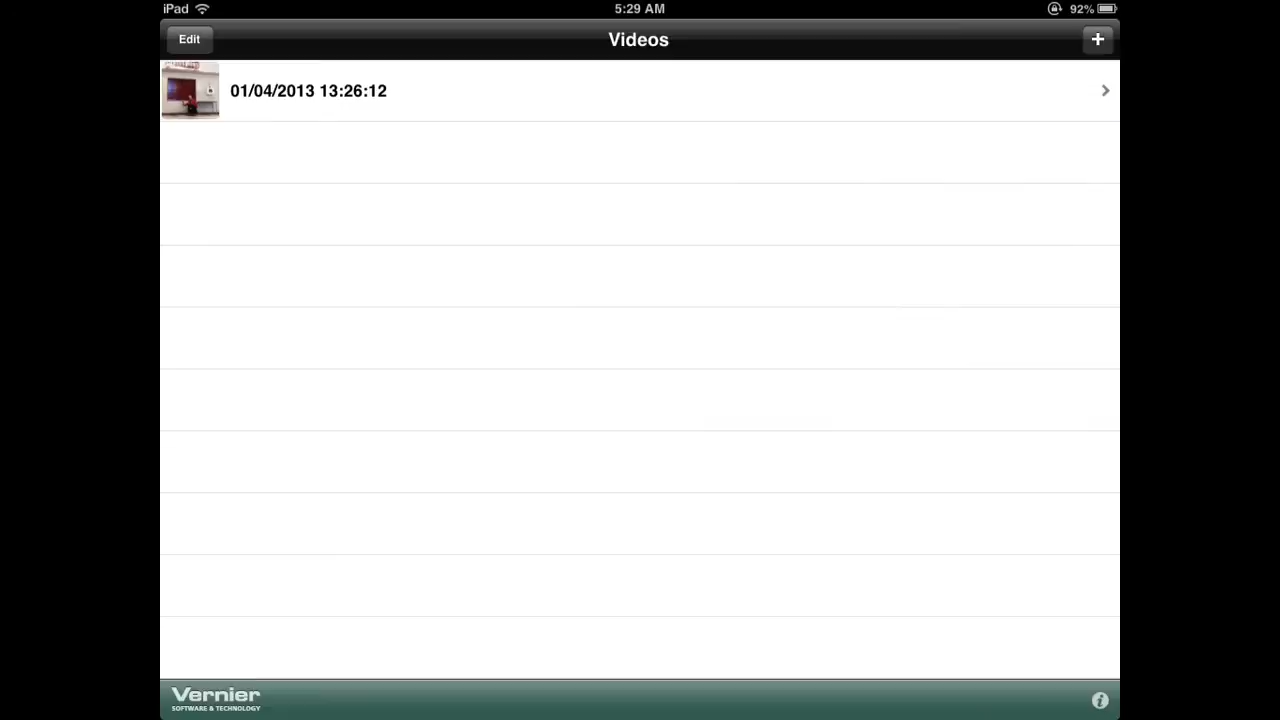 iPad
5:29 AM
92%
Edit
Videos
+
01/04/2013 13:26:12
Vernier
SOFTWARE & TECHNOLOGY
i